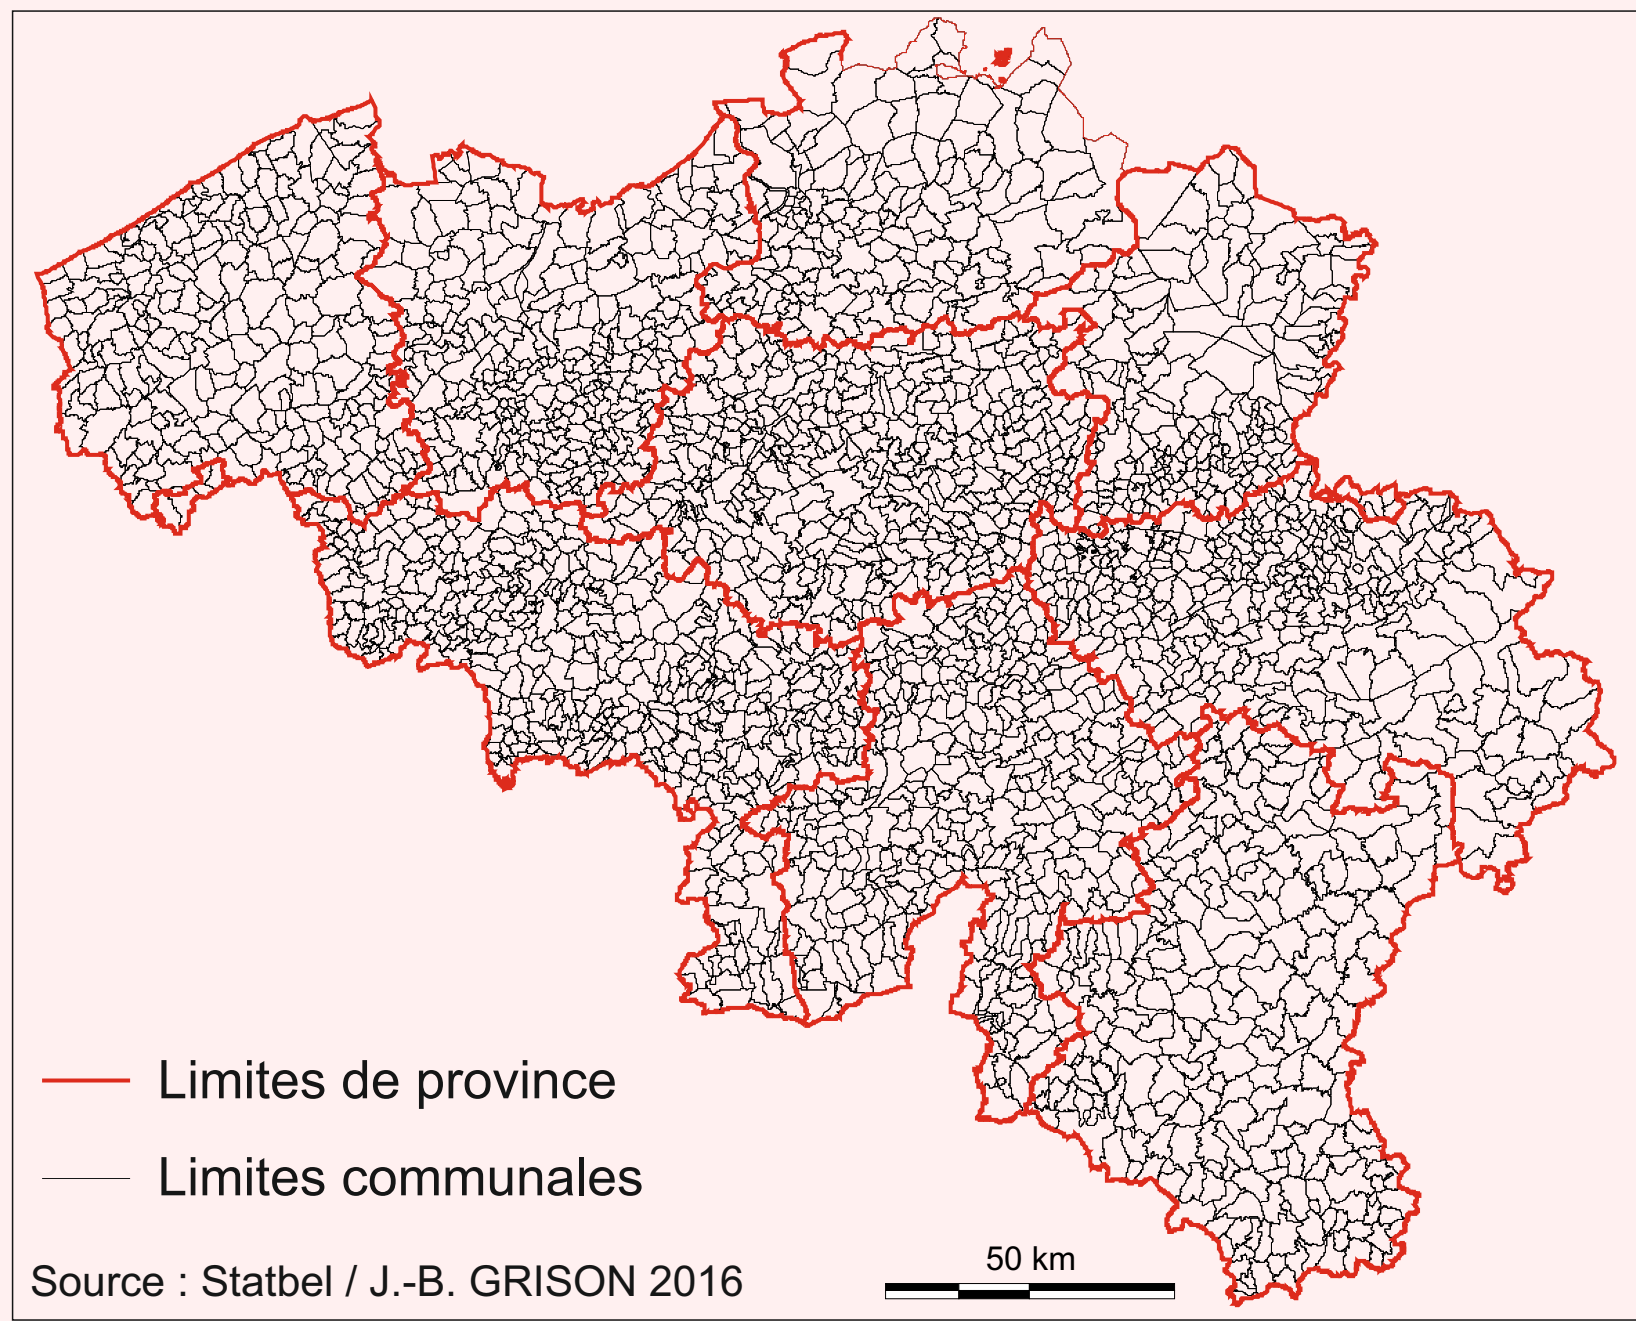 Limites de province
Limites communales
Source : Statbel / J.-B. GRISON 2016
50 km